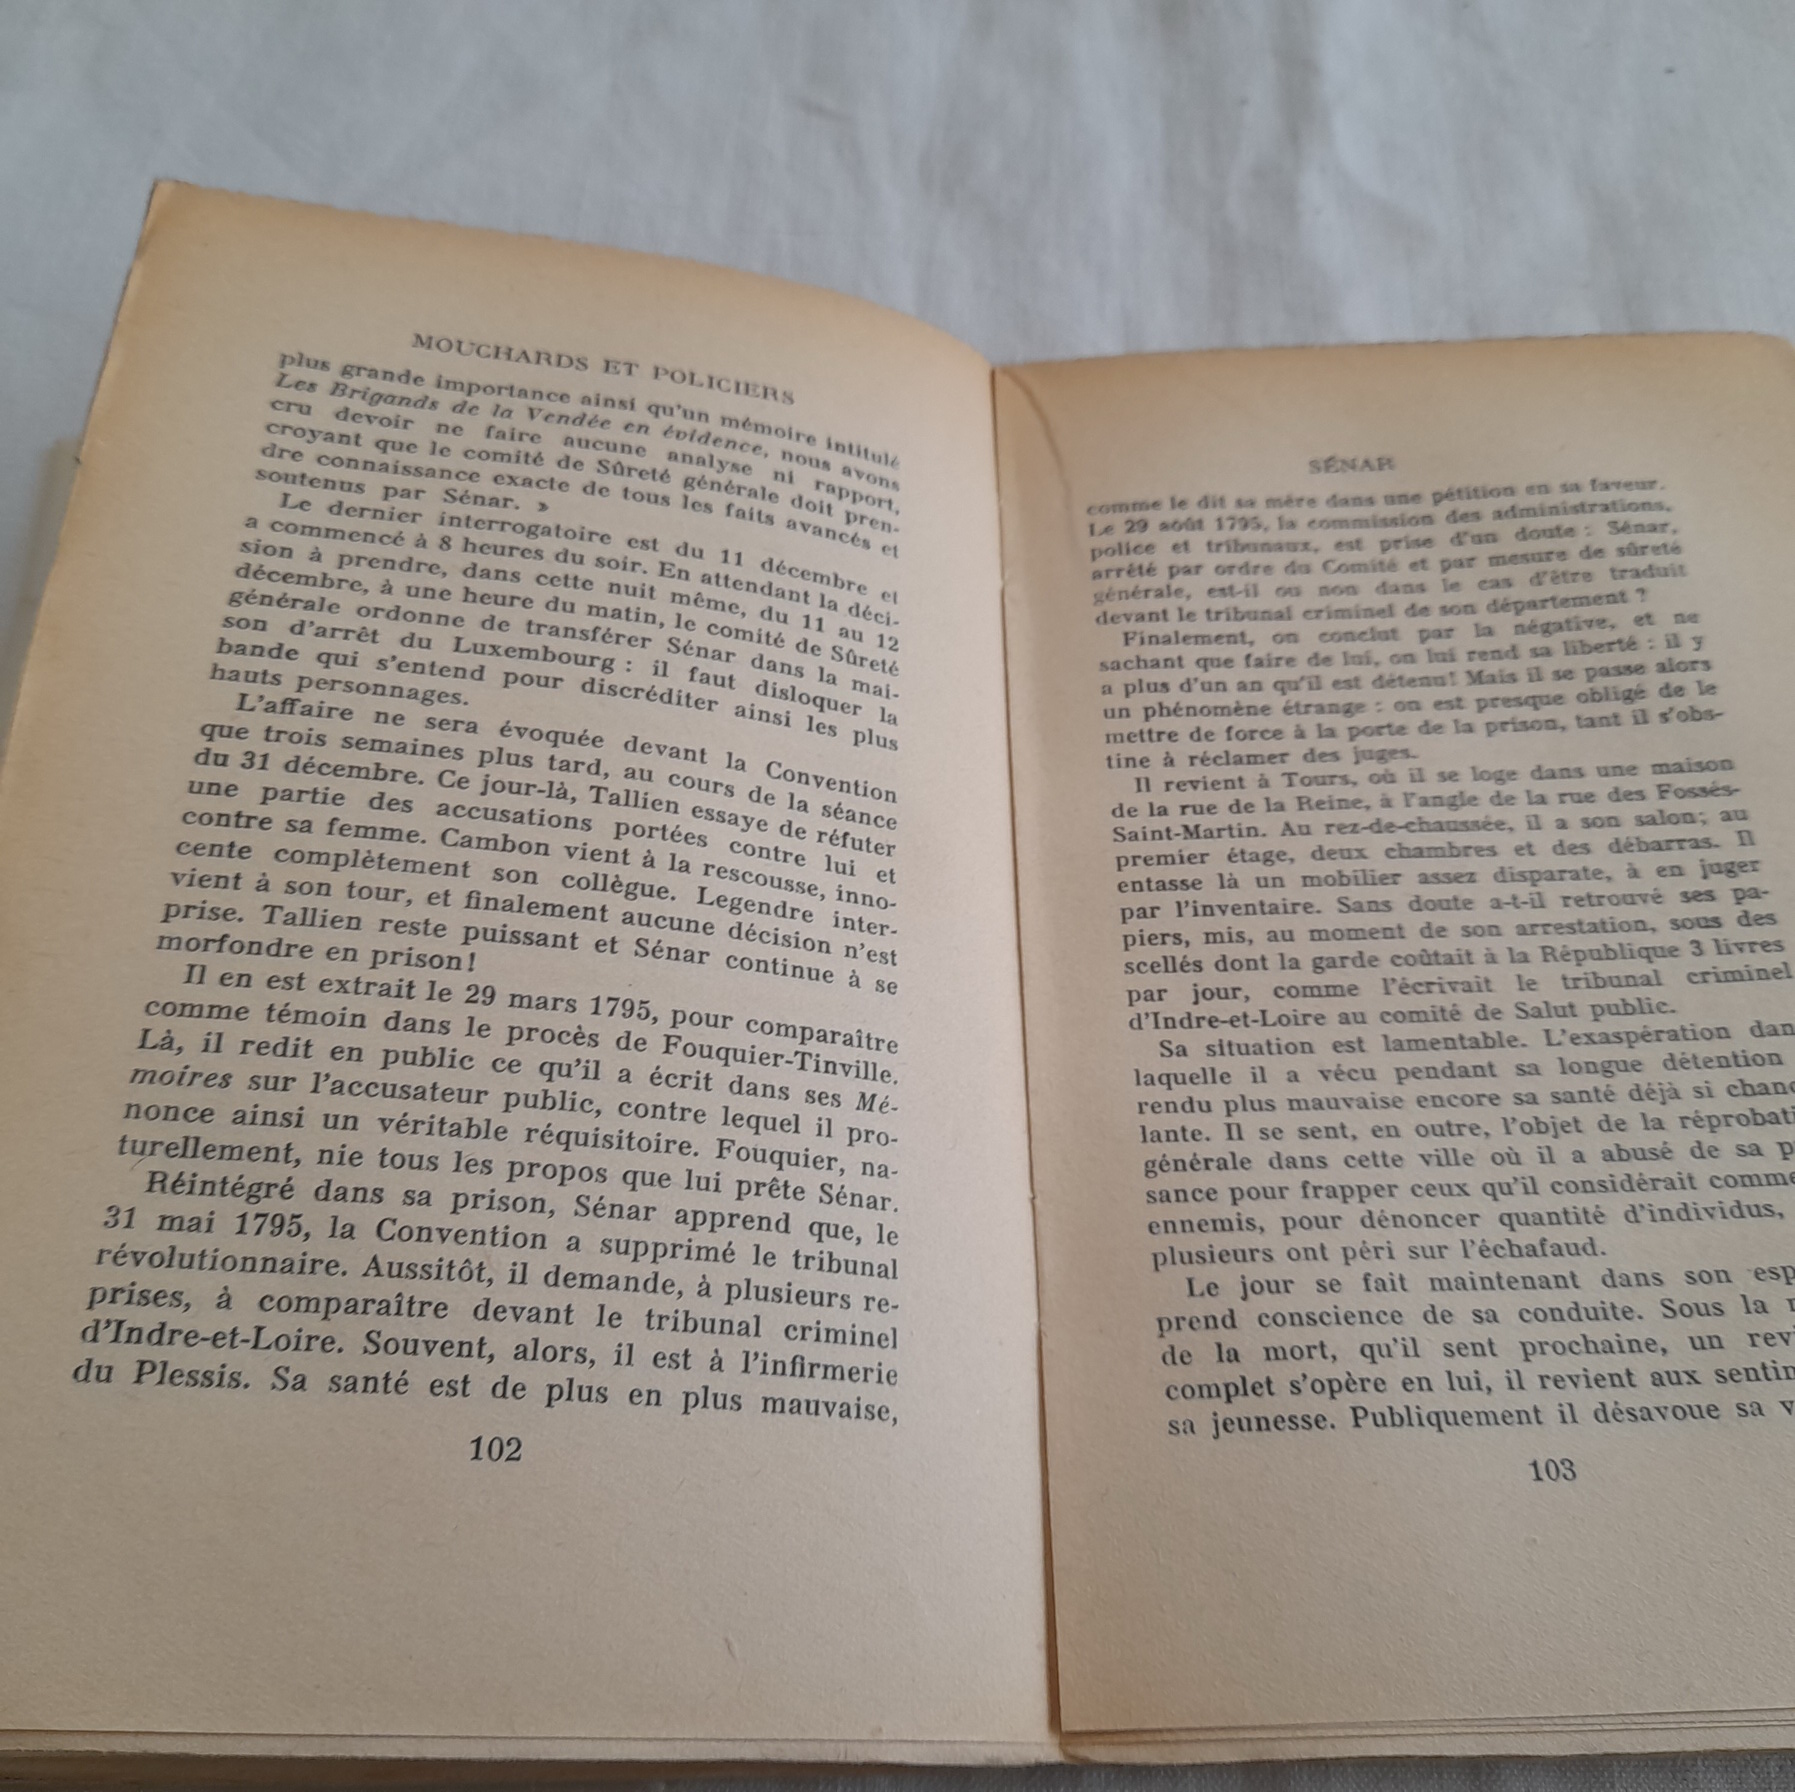 MOUCHARDS ET POLICIERS
plus grande importance ainsi qu'un mémoire intitulé
Les Brigands de la Vendée en évidence, nous avons
cru devoir ne faire aucune analyse ni rapport,
croyant que le comité de Sûreté générale doit pren-
dre connaissance exacte de tous les faits avancés et
soutenus par Sénar. »
Le dernier interrogatoire est du 11 décembre et
a commencé à 8 heures du soir. En attendant la déci-
sion à prendre, dans cette nuit même, du 11 au 12
décembre, à une heure du matin, le comité de Sûreté
générale ordonne de transférer Sénar dans la mai-
son d'arrêt du Luxembourg : il faut disloquer la
bande qui s'entend pour discréditer ainsi les plus
hauts personnages.
L'affaire ne sera évoquée devant la Convention
que trois semaines plus tard, au cours de la séance
du 31 décembre. Ce jour-là, Tallien essaye de réfuter
une partie des accusations portées contre lui et
contre sa femme. Cambon vient à la rescousse, inno-
cente complètement son collègue. Legendre inter-
vient à son tour, et finalement aucune décision n'est
prise. Tallien reste puissant et Sénar continue à se
morfondre en prison!
Il en est extrait le 29 mars 1795, pour comparaître
comme témoin dans le procès de Fouquier-Tinville.
Là, il redit en public ce qu'il a écrit dans ses Mé-
moires sur l'accusateur public, contre lequel il pro-
nonce ainsi un véritable réquisitoire. Fouquier, na-
turellement, nie tous les propos que lui prête Sénar.
Réintégré dans sa prison, Sénar apprend que, le
31 mai 1795, la Convention a supprimé le tribunal
révolutionnaire. Aussitôt, il demande, à plusieurs re-
prises, à comparaître devant le tribunal criminel
d'Indre-et-Loire. Souvent, alors, il est à l'infirmerie
du Plessis. Sa santé est de plus en plus mauvaise,
102
SÉNAR
comme le dit sa mère dans une pétition en sa faveur.
Le 29 août 1795, la commission des administrations,
police et tribunaux, est prise d'un doute : Sénar,
arrêté par ordre du Comité et par mesure de sûreté
générale, est-il ou non dans le cas d'être traduit
devant le tribunal criminel de son département ?
Finalement, on conclut par la négative, et ne
sachant que faire de lui, on lui rend sa liberté : il y
a plus d'un an qu'il est détenu! Mais il se passe alors
un phénomène étrange : on est presque obligé de le
mettre de force à la porte de la prison, tant il s'obs-
tine à réclamer des juges.
Il revient à Tours, où il se loge dans une maison
de la rue de la Reine, à l'angle de la rue des Fossés-
Saint-Martin. Au rez-de-chaussée, il a son salon; au
premier étage, deux chambres et des débarras. Il
entasse là un mobilier assez disparate, à en juger
par l'inventaire. Sans doute a-t-il retrouvé ses pa-
piers, mis, au moment de son arrestation, sous des
scellés dont la garde coûtait à la République 3 livres
par jour, comme l'écrivait le tribunal criminel
d'Indre-et-Loire au comité de Salut public.
Sa situation est lamentable. L'exaspération dan
laquelle il a vécu pendant sa longue détention
rendu plus mauvaise encore sa santé déjà si chanc
lante. Il se sent, en outre, l'objet de la réprobati
générale dans cette ville où il a abusé de sa p
sance pour frapper ceux qu'il considérait comme
ennemis, pour dénoncer quantité d'individus,
plusieurs ont péri sur l'échafaud.
Le jour se fait maintenant dans son esp
prend conscience de sa conduite. Sous la
de la mort, qu'il sent prochaine, un rev
complet s'opère en lui, il revient aux sentim
sa jeunesse. Publiquement il désavoue sa v
103